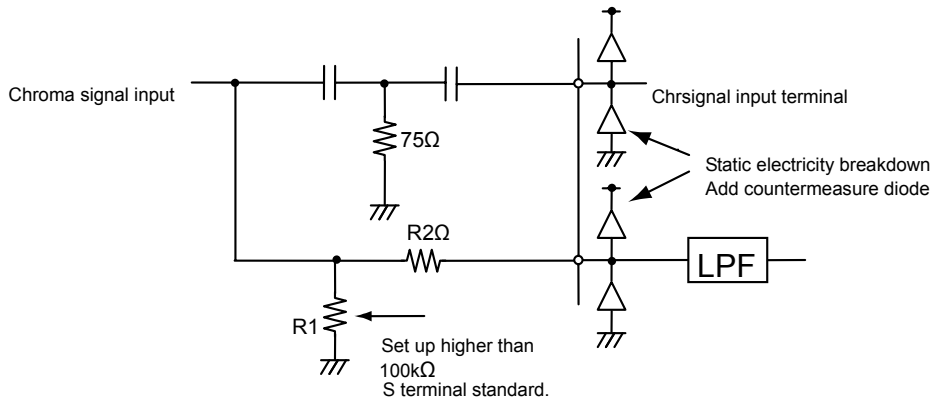 Chroma signal input
Chrsignal input terminal
75Ω
Static electricity breakdown
Add countermeasure diode
R2Ω
LPF
R1
Set up higher than
100kΩ
S terminal standard.